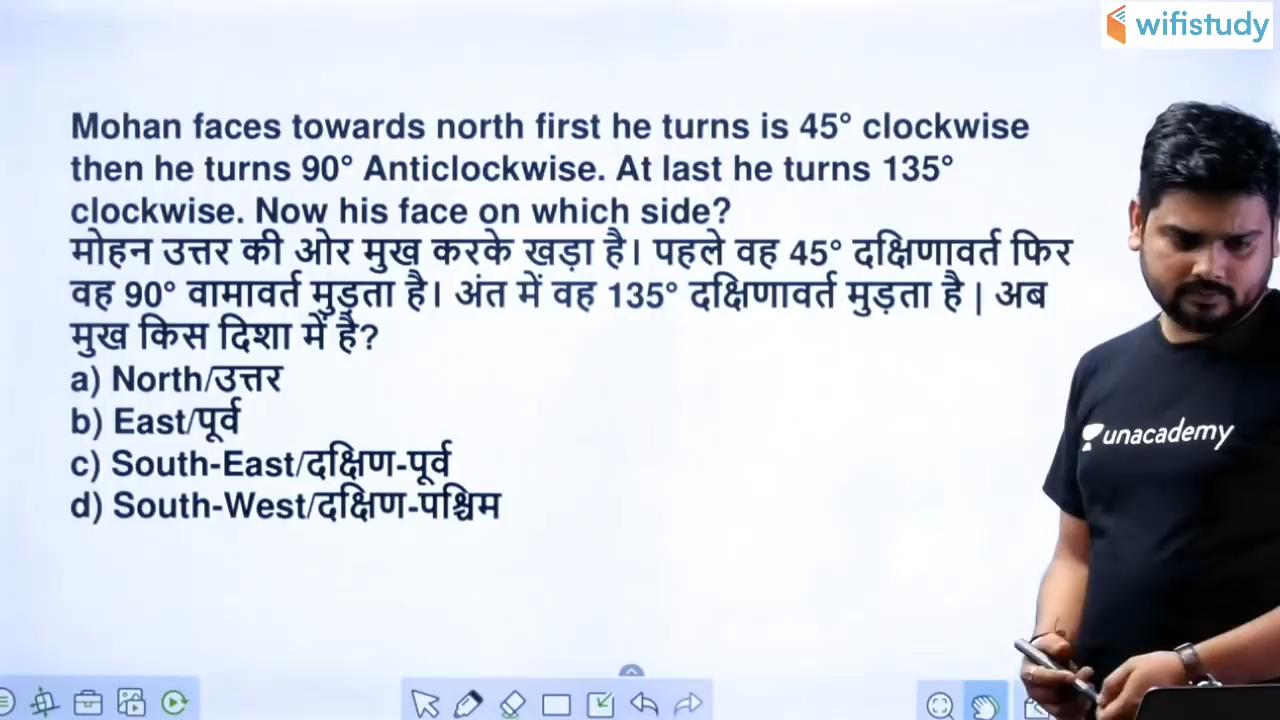 wifistudy
Mohan faces towards north first he turns is 45° clockwise
then he turns 90° Anticlockwise. At last he turns 135°
clockwise. Now his face on which side?
मोहन उत्तर की ओर मुख करके खड़ा है। पहले वह 45° दक्षिणावर्त फिर
वह 90° वामावर्त मुड़ता है। अंत में वह 135° दक्षिणावर्त मुड़ता है | अब
मुख किस दिशा में है?
a) North/उत्तर
b) East/पूर्व
c) South-East/दक्षिण-पूर्व
d) South-West/दक्षिण-पश्चिम
unacademy